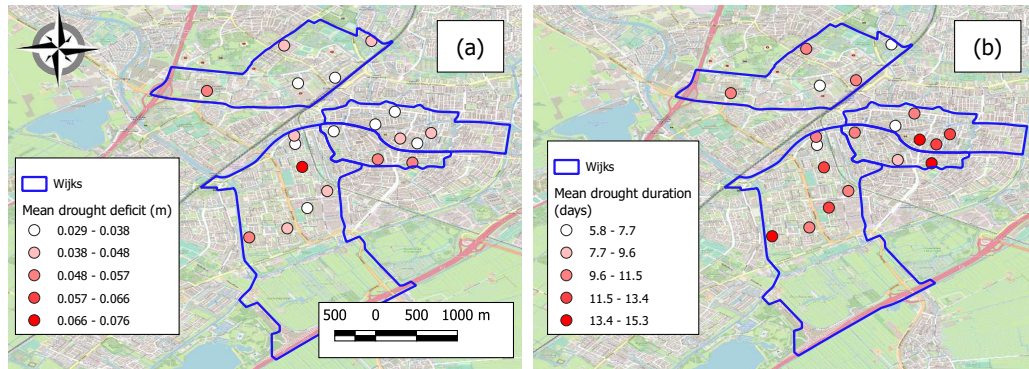 (a)
Wijks
Mean drought deficit (m)
0.029 - 0.038
0.038 - 0.048
0.048 - 0.057
0.057 - 0.066
0.066 - 0.076
500 0 500 1000 m
(b)
Wijks
Mean drought duration
(days)
5.8 - 7.7
7.7 - 9.6
9.6 - 11.5
11.5 - 13.4
13.4 - 15.3